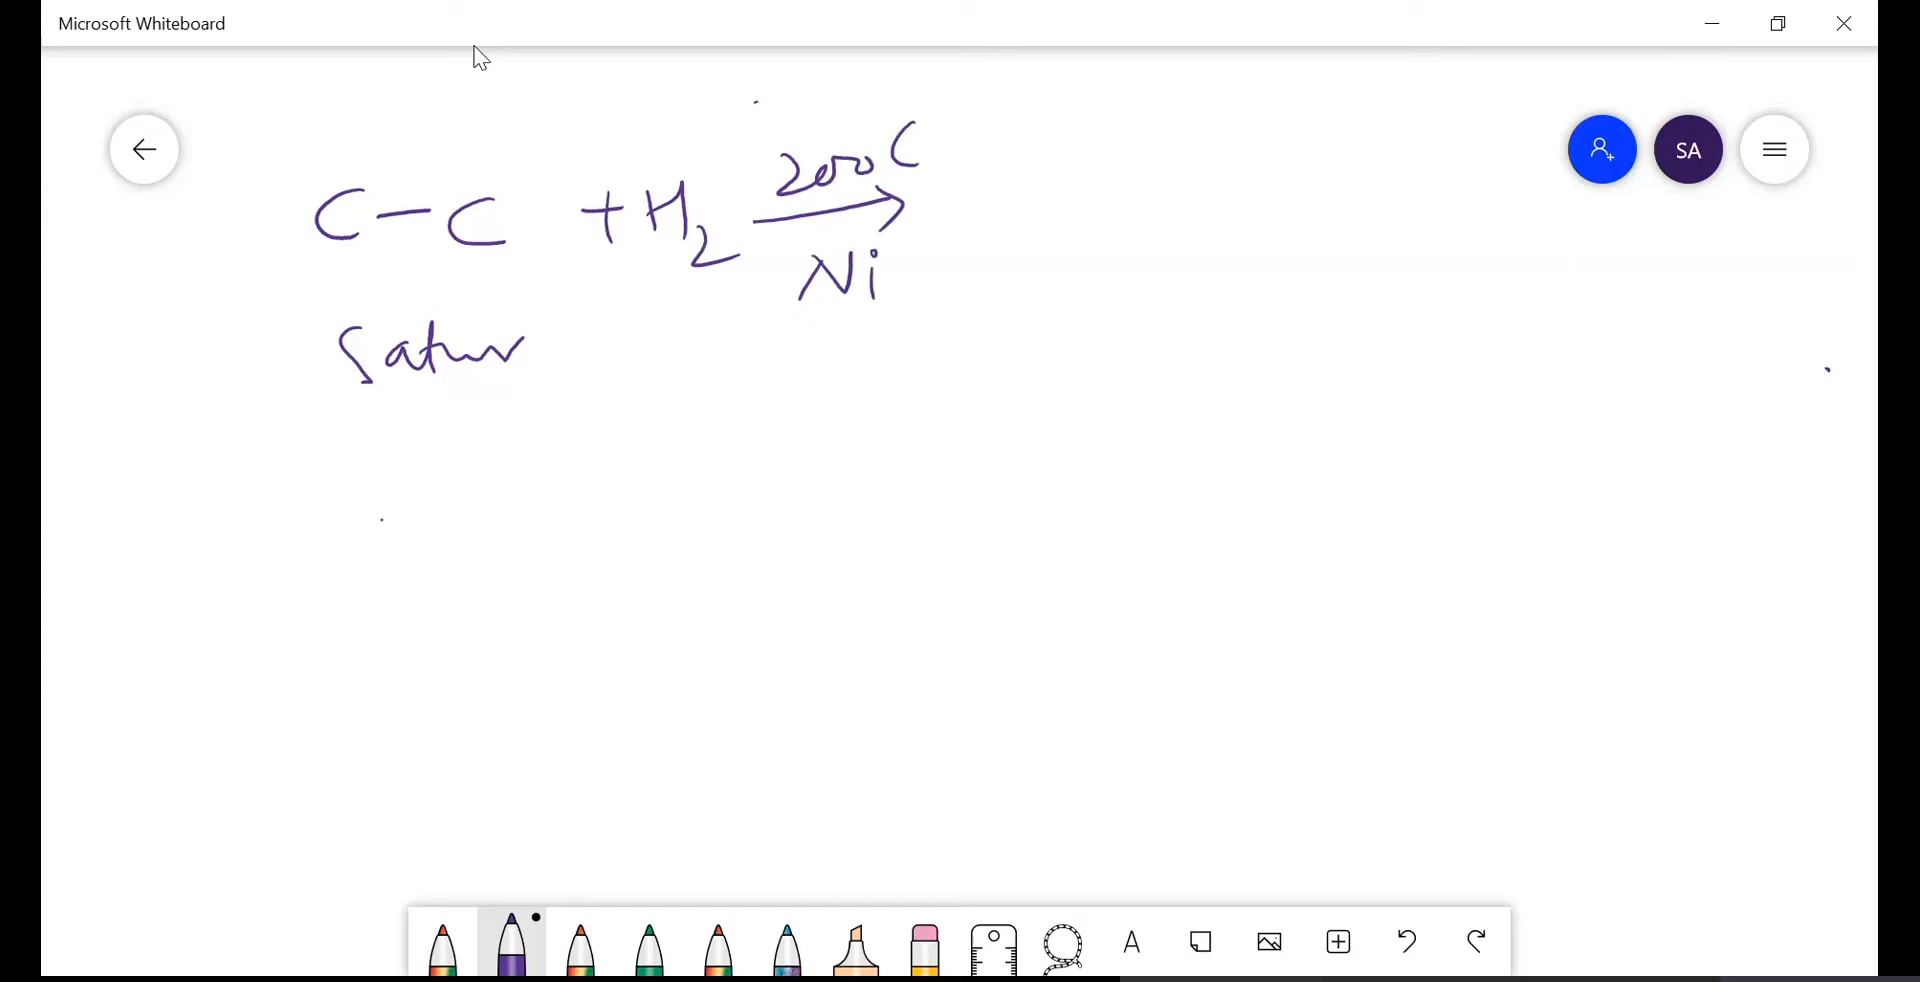 Microsoft Whiteboard
SA
200 C
C - C + H2 →
Ni
Satur
A